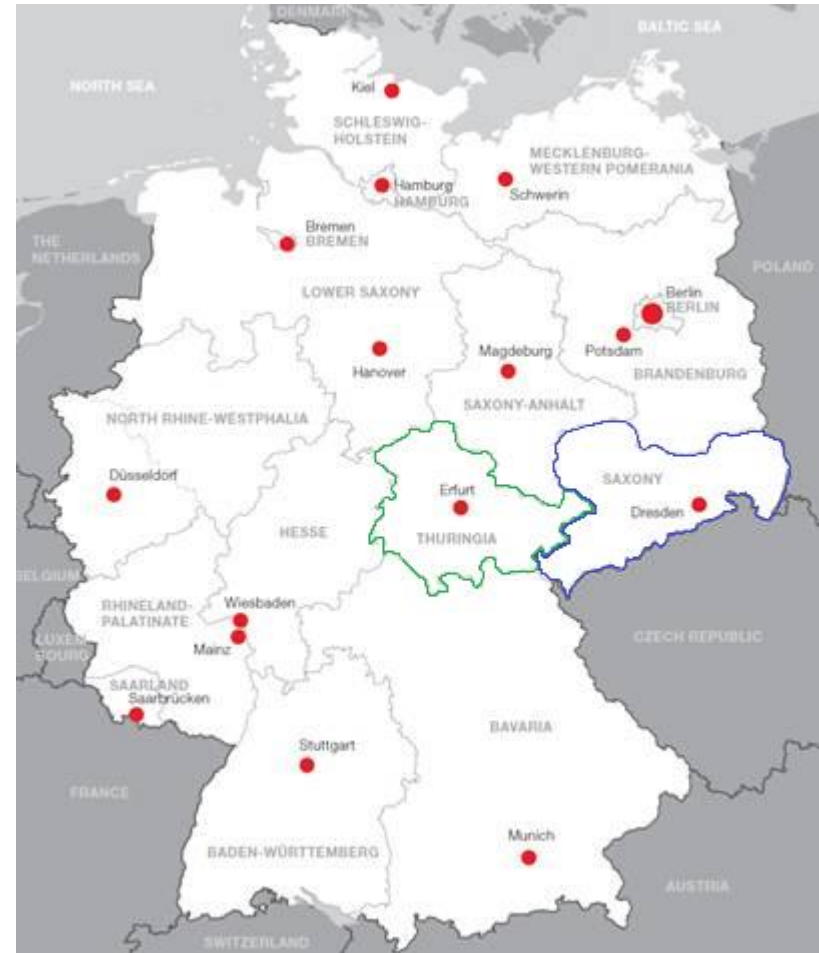 DENMARK
BALTIC SEA
NORTH SEA
Kiel
SCHLESWIG-
HOLSTEIN
MECKLENBURG-
WESTERN POMERANIA
Hamburg
HAMBURG
Schwerin
Bremen
BREMEN
THE
NETHERLANDS
POLAND
LOWER SAXONY
Berlin
BERLIN
Hanover
Magdeburg
Potsdam
BRANDENBURG
SAXONY-ANHALT
NORTH RHINE-WESTPHALIA
Düsseldorf
SAXONY
Erfurt
Dresden
HESSE
THURINGIA
BELGIUM
RHINELAND-
PALATINATE
Wiesbaden
LUXEM-
BOURG
Mainz
CZECH REPUBLIC
SAARLAND
Saarbrücken
BAVARIA
Stuttgart
FRANCE
Munich
BADEN-WÜRTTEMBERG
AUSTRIA
SWITZERLAND